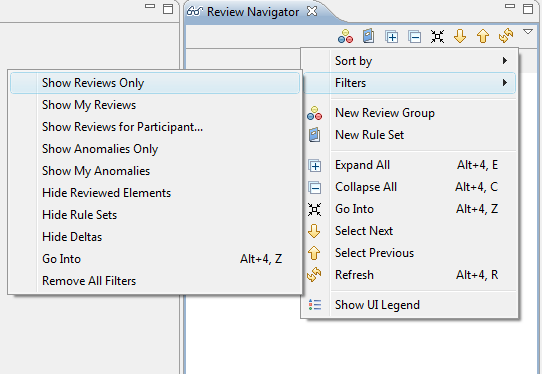 Review Navigator
Sort by
Filters
New Review Group
New Rule Set
Expand All Alt+4, E
Collapse All Alt+4, C
Go Into Alt+4, Z
Select Next
Select Previous
Refresh Alt+4, R
Show UI Legend
Show Reviews Only
Show My Reviews
Show Reviews for Participant...
Show Anomalies Only
Show My Anomalies
Hide Reviewed Elements
Hide Rule Sets
Hide Deltas
Go Into Alt+4, Z
Remove All Filters